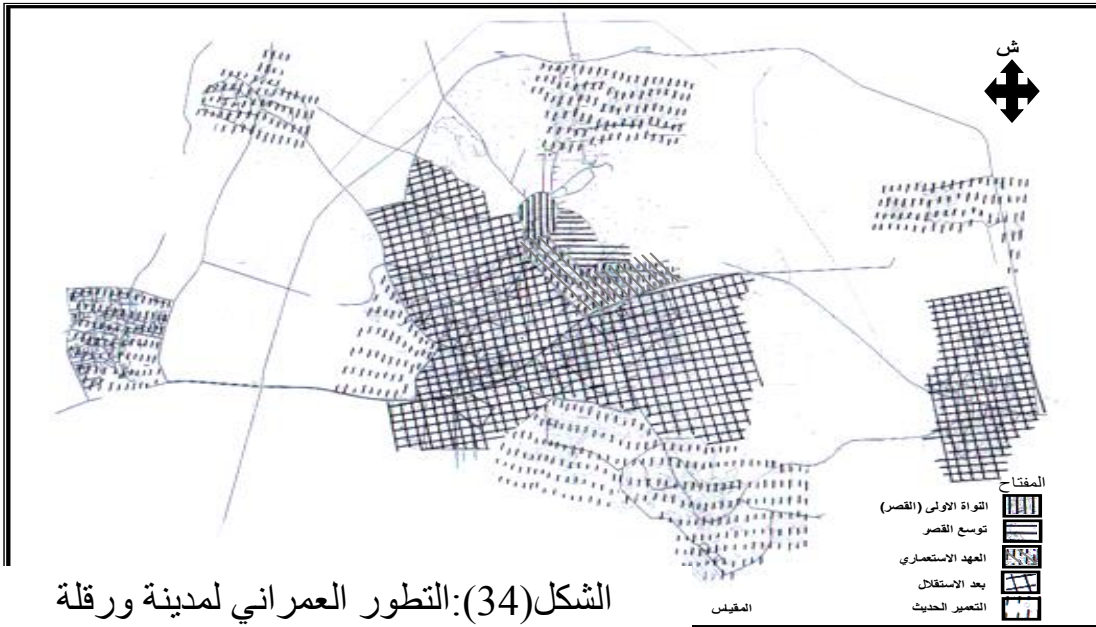 ش
المفتاح
النواة الاولى (القصر)
توسع القصر
العهد الاستعماري
بعد الاستقلال
التعمير الحديث
المقياس
الشكل(34):التطور العمراني لمدينة ورقلة